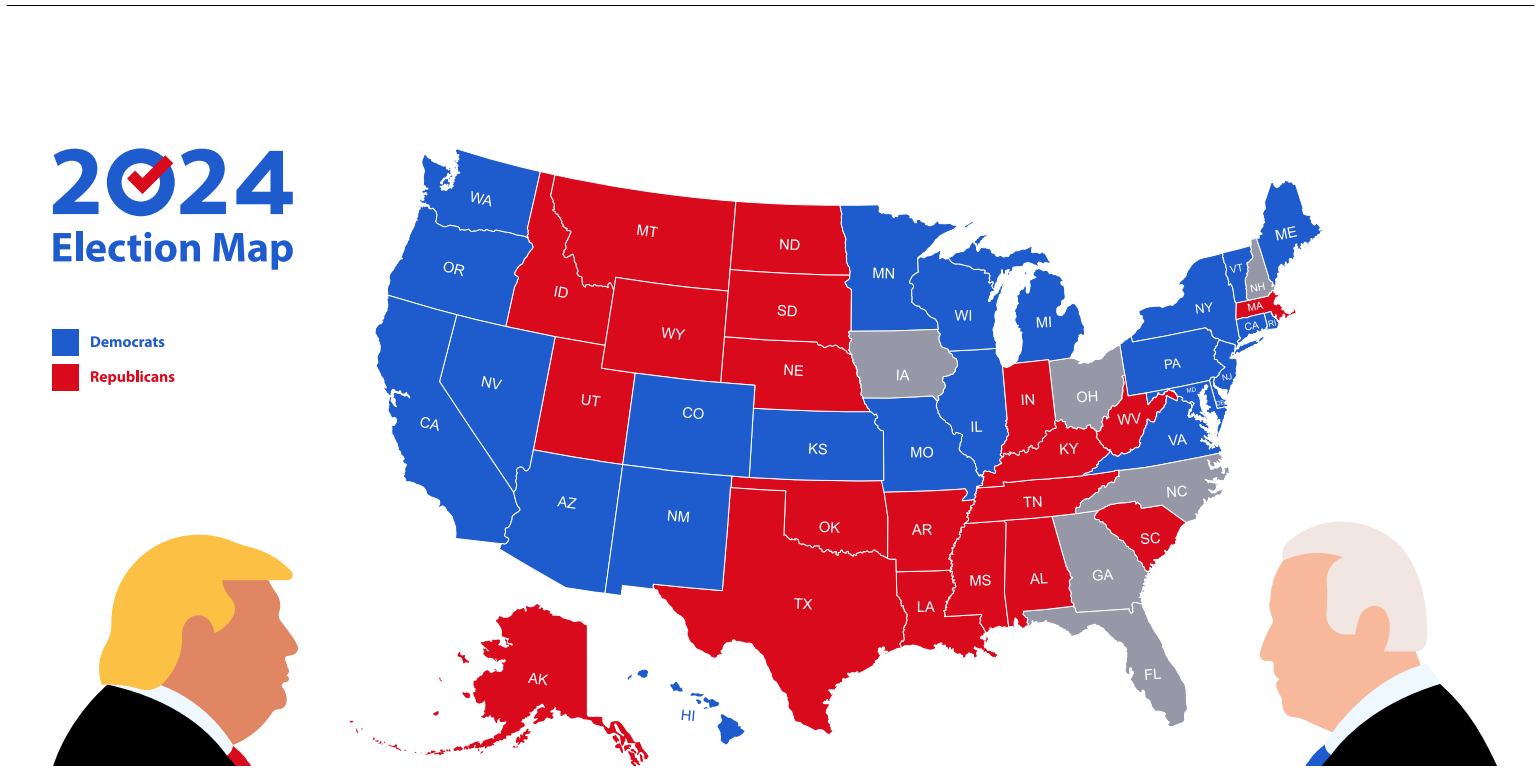 2024
Election Map
Democrats
Republicans
WA
OR
CA
NV
ID
MT
WY
UT
AZ
CO
NM
ND
SD
NE
KS
OK
TX
MN
IA
MO
AR
LA
WI
IL
MI
IN
OH
KY
TN
MS
AL
GA
FL
SC
NC
VA
WV
PA
NY
VT
NH
ME
MA
CA
RI
NJ
MD
DE
AK
HI